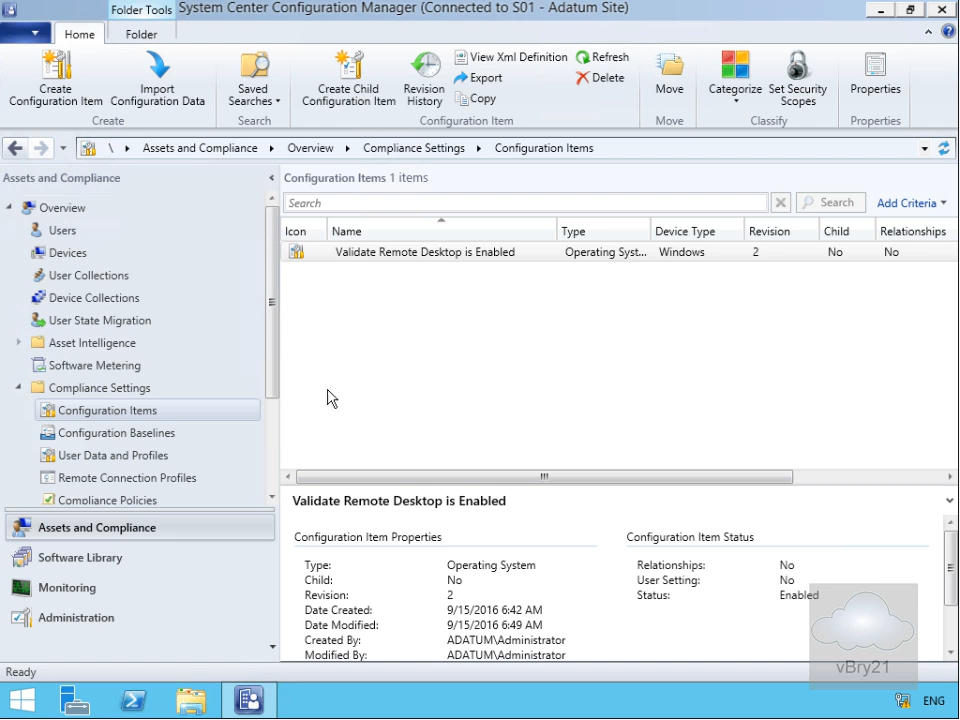 Folder Tools System Center Configuration Manager (Connected to S01 - Adatum Site)
Home Folder
Create Configuration Item
Import Configuration Data
Create
Saved Searches
Search
Create Child Configuration Item
Revision History
View Xml Definition
Export
Copy
Refresh
Delete
Configuration Item
Move
Move
Categorize
Set Security Scopes
Classify
Properties
Properties
\ Assets and Compliance Overview Compliance Settings Configuration Items
Assets and Compliance
Overview
Users
Devices
User Collections
Device Collections
User State Migration
Asset Intelligence
Software Metering
Compliance Settings
Configuration Items
Configuration Baselines
User Data and Profiles
Remote Connection Profiles
Compliance Policies
Assets and Compliance
Software Library
Monitoring
Administration
Configuration Items 1 items
Search Search Add Criteria
Icon Name Type Device Type Revision Child Relationships
Validate Remote Desktop is Enabled Operating Syst... Windows 2 No No
Validate Remote Desktop is Enabled
Configuration Item Properties
Type: Operating System
Child: No
Revision: 2
Date Created: 9/15/2016 6:42 AM
Date Modified: 9/15/2016 6:49 AM
Created By: ADATUM\Administrator
Modified By: ADATUM\Administrator
Configuration Item Status
Relationships: No
User Setting: No
Status: Enabled
vBry21
Ready
ENG